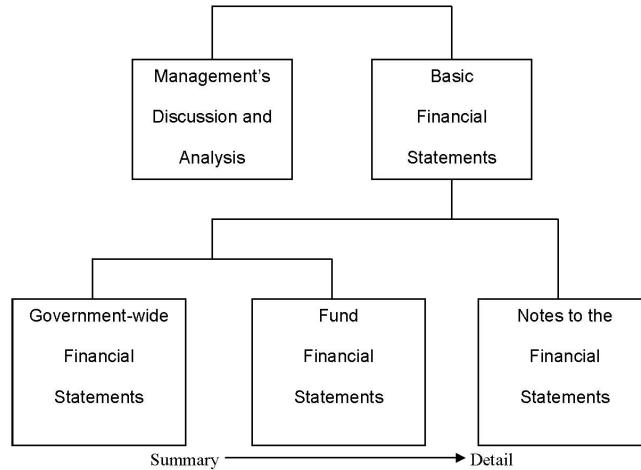 Management's
Discussion and
Analysis
Basic
Financial
Statements
Government-wide
Financial
Statements
Fund
Financial
Statements
Notes to the
Financial
Statements
Summary
Detail